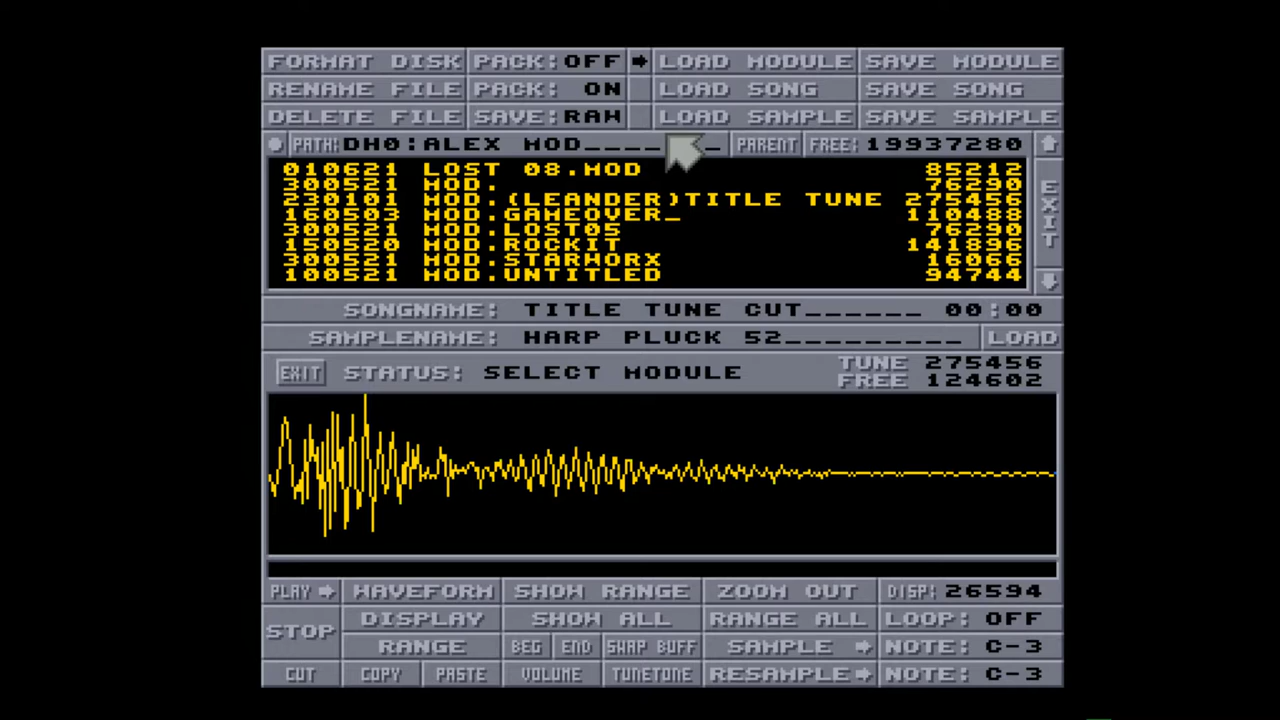 FORMAT DISK PACK:OFF LOAD MODULE SAVE MODULE
RENAME FILE PACK: ON LOAD SONG SAVE SONG
DELETE FILE SAVE:RAW LOAD SAMPLE SAVE SAMPLE
PATH: DH0:ALEX MOD_____ _ PARENT FREE: 19937280
010621 LOST 08.MOD 85212
300521 MOD. 76290
230101 MOD.(LEANDER)TITLE TUNE 275456
160503 MOD.GAMEOVER_ 110488
300521 MOD.LOST05 76290
150520 MOD.ROCKIT 141896
300521 MOD.STARWORX 16066
100521 MOD.UNTITLED 94744
EXIT
SONGNAME: TITLE TUNE CUT______ 00:00
SAMPLENAME: HARP PLUCK 52_________ LOAD
EXIT STATUS: SELECT MODULE TUNE 275456
FREE 124602
PLAY WAVEFORM SHOW RANGE ZOOM OUT DISP: 26594
STOP DISPLAY SHOW ALL RANGE ALL LOOP: OFF
RANGE BEG END SWAP BUFF SAMPLE NOTE: C-3
CUT COPY PASTE VOLUME TUNETONE RESAMPLE NOTE: C-3